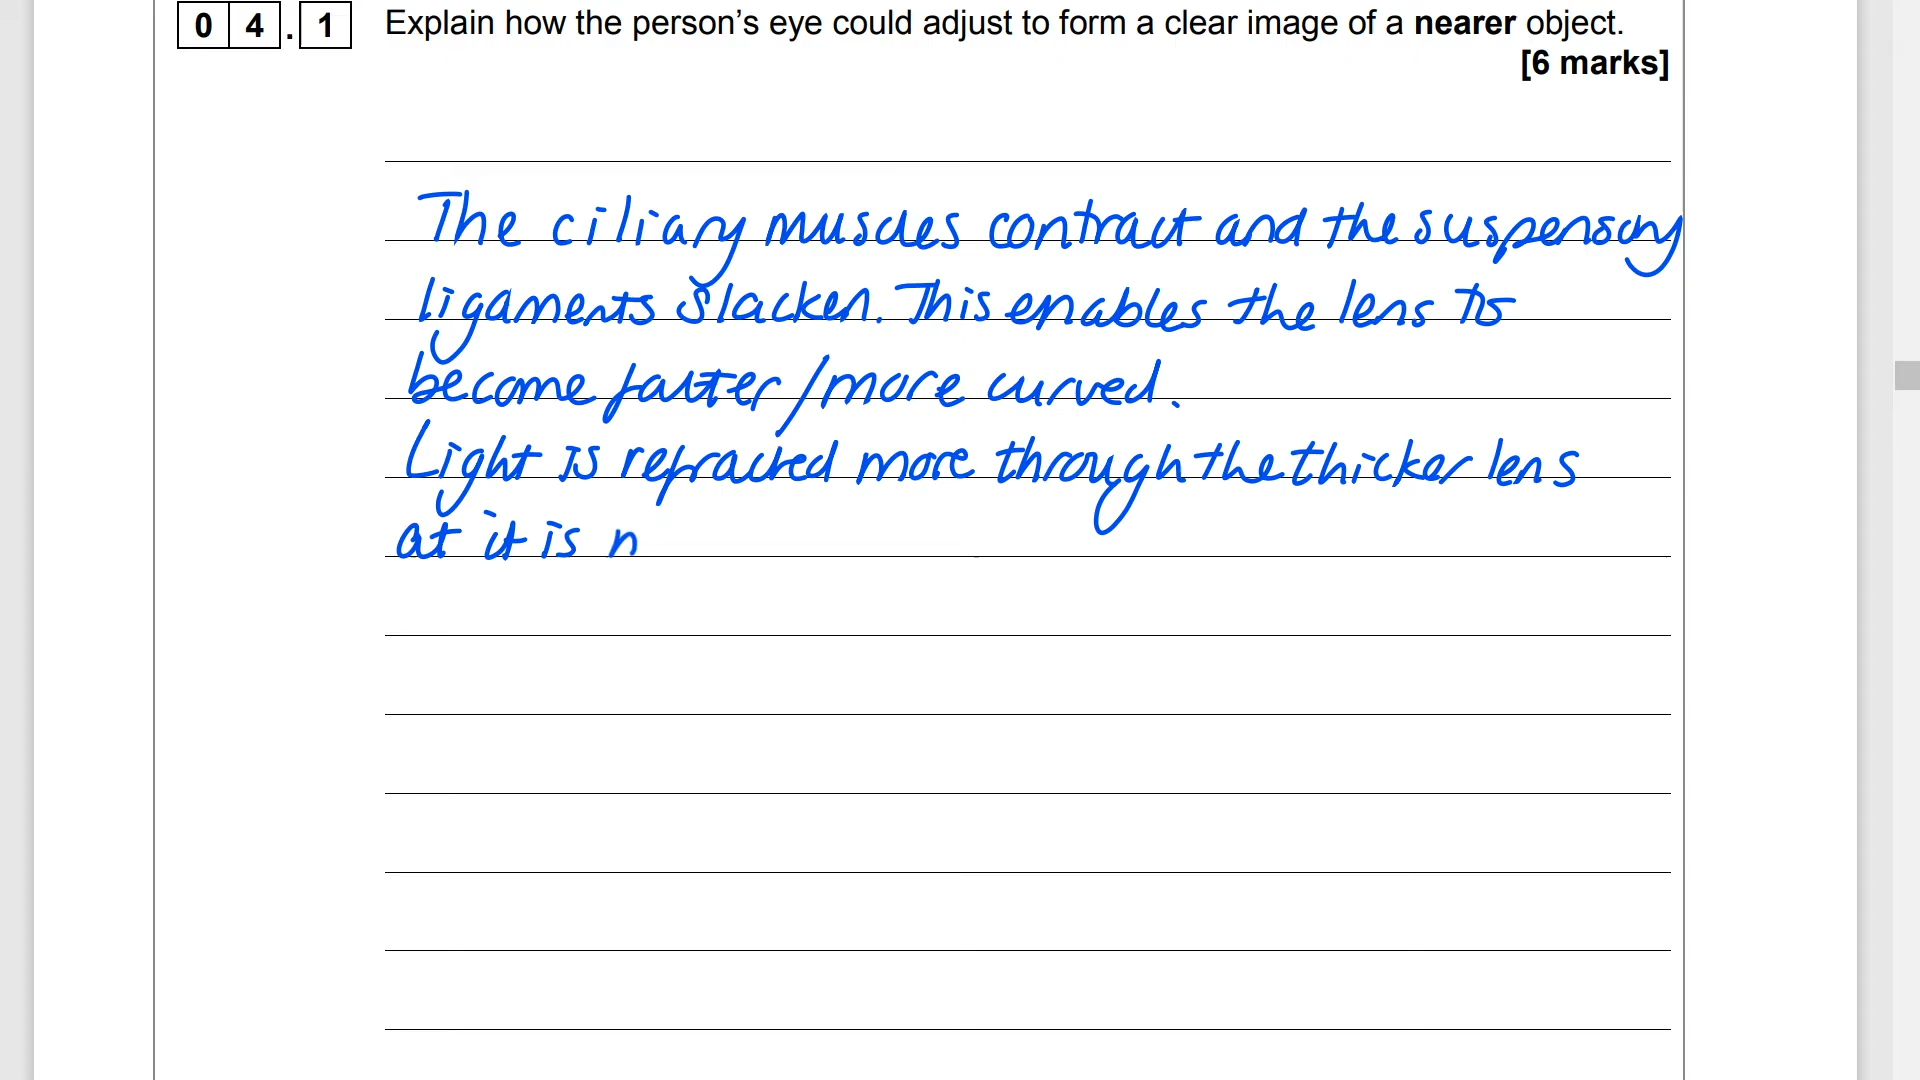 04.1 Explain how the person's eye could adjust to form a clear image of a nearer object.
[6 marks]
The ciliary muscles contract and the suspensory
ligaments slacken. This enables the lens to
become fatter/more curved.
Light is refracted more through the thicker lens
at it is n